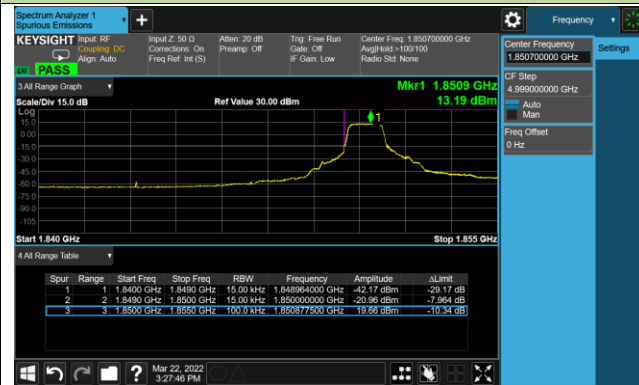 Spectrum Analyzer 1
Spurious Emissions
+
Frequency
KEYSIGHT Input: RF Input Z: 50 Ω Atten: 20 dB Trig: Free Run Center Freq: 1.850700000 GHz
Coupling: DC Corrections: On Preamp: Off Gate: Off Avg|Hold:>100/100
Align: Auto Freq Ref: Int (S) IF Gain: Low Radio Std: None
PASS
Center Frequency
1.850700000 GHz
Settings
CF Step
4.999000000 GHz
Auto
Man
Freq Offset
0 Hz
3 All Range Graph
Mkr1 1.8509 GHz
Scale/Div 15.0 dB Ref Value 30.00 dBm 13.19 dBm
Log
1
15.0
0.00
-15.0
-30.0
-45.0
-60.0
-75.0
-90.0
-105
Start 1.840 GHz Stop 1.855 GHz
4 All Range Table
Spur Range Start Freq Stop Freq RBW Frequency Amplitude ΔLimit
1 1 1.8400 GHz 1.8490 GHz 15.00 kHz 1.848964000 GHz -42.17 dBm -29.17 dB
2 2 1.8490 GHz 1.8500 GHz 15.00 kHz 1.850000000 GHz -20.96 dBm -7.964 dB
3 3 1.8500 GHz 1.8550 GHz 100.0 kHz 1.850877500 GHz 19.66 dBm -10.34 dB
? Mar 22, 2022
3:27:46 PM